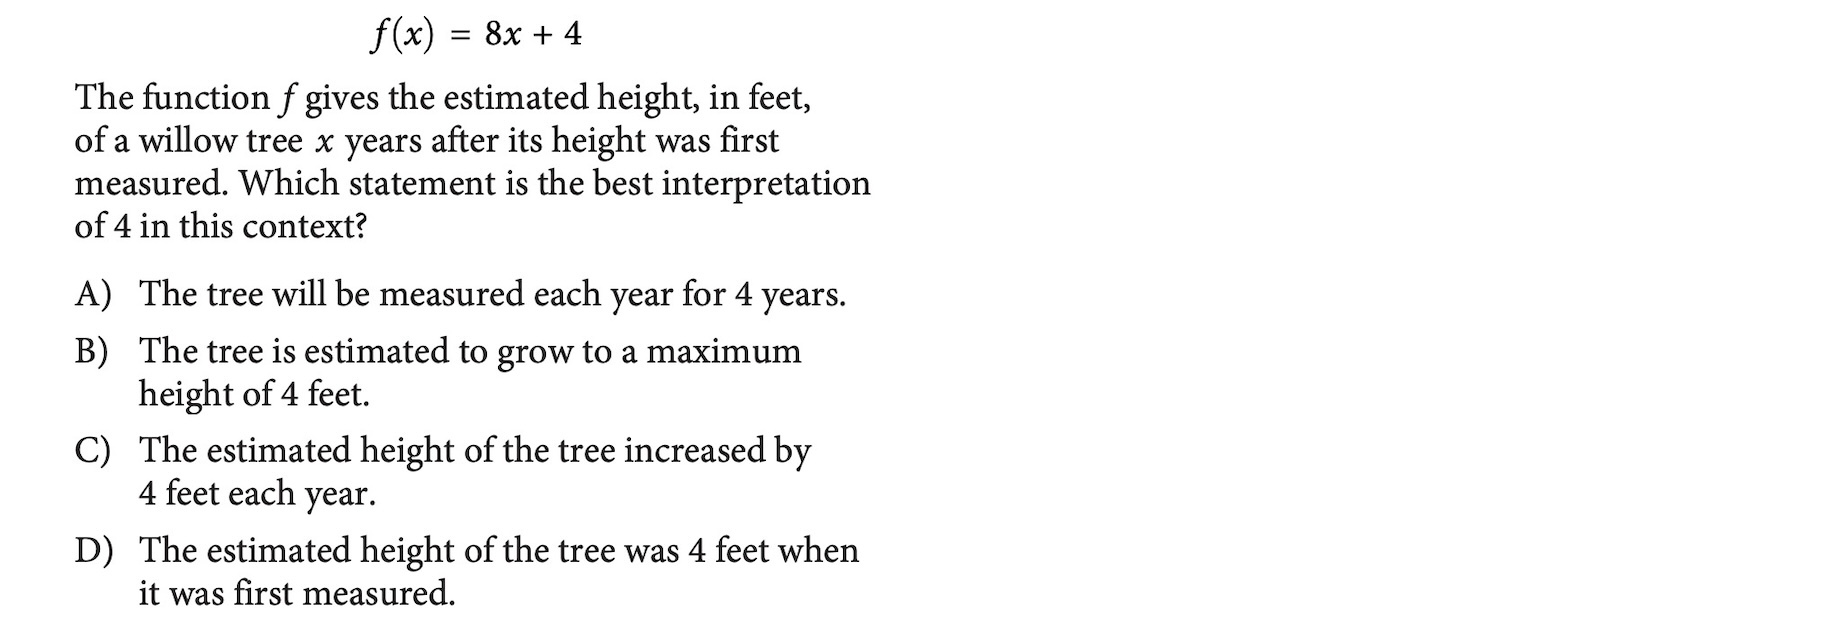 f(x) = 8x + 4
The function f gives the estimated height, in feet,
of a willow tree x years after its height was first
measured. Which statement is the best interpretation
of 4 in this context?
A) The tree will be measured each year for 4 years.
B) The tree is estimated to grow to a maximum
height of 4 feet.
C) The estimated height of the tree increased by
4 feet each year.
D) The estimated height of the tree was 4 feet when
it was first measured.